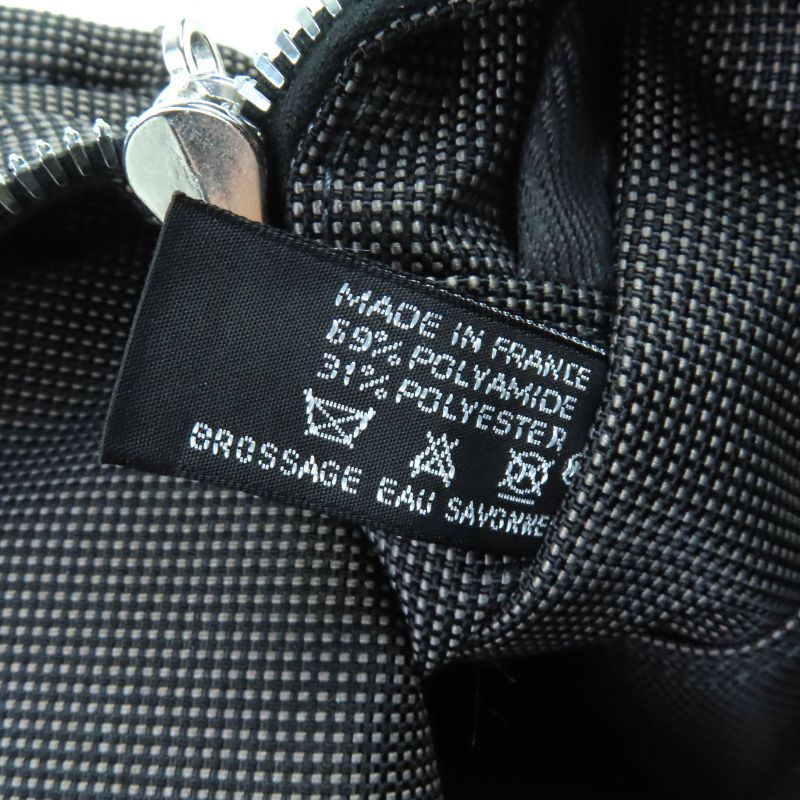 MADE IN FRANCE
69% POLYAMIDE
31% POLYESTER
BROSSAGE EAU SAVONNE